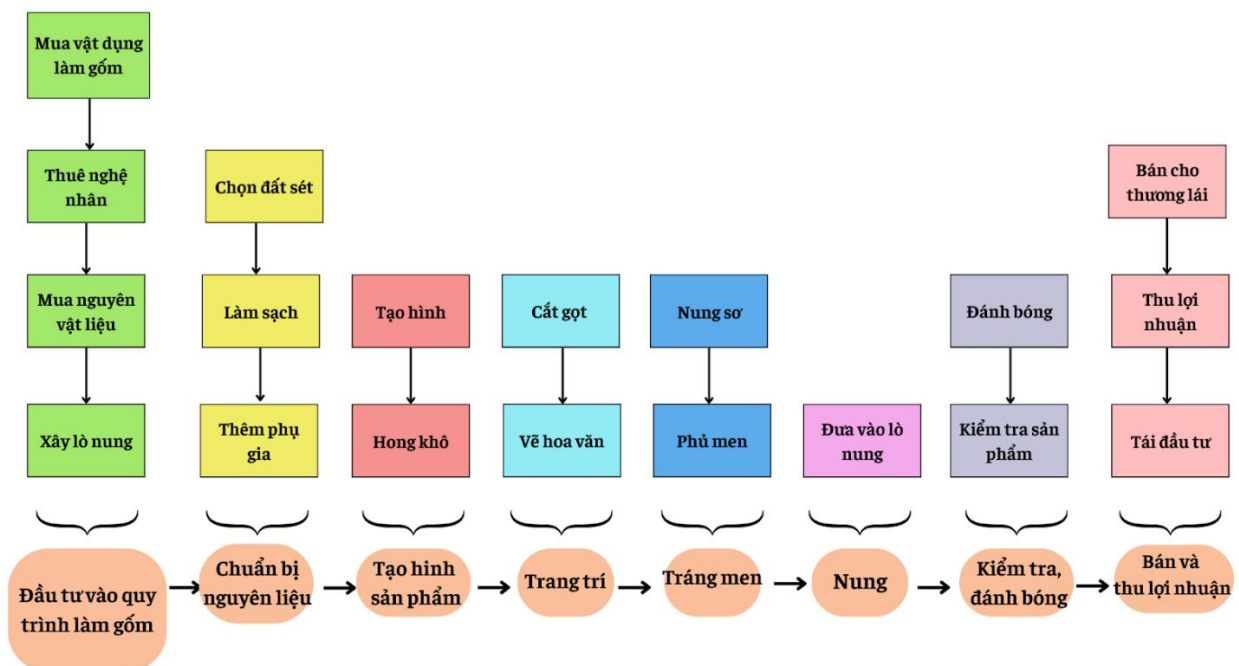 Mua vật dụng
làm gốm
Thuê nghệ
nhân
Mua nguyên
vật liệu
Xây lò nung
Chọn đất sét
Làm sạch
Thêm phụ
gia
Tạo hình
Hong khô
Cắt gọt
Vẽ hoa văn
Nung sơ
Phủ men
Đưa vào lò
nung
Đánh bóng
Kiểm tra sản
phẩm
Bán cho
thương lái
Thu lợi
nhuận
Tái đầu tư
Đầu tư vào quy
trình làm gốm
Chuẩn bị
nguyên liệu
Tạo hinh
sản phẩm
Trang trí
Tráng men
Nung
Kiểm tra,
đánh bóng
Bán và
thu lợi nhuận